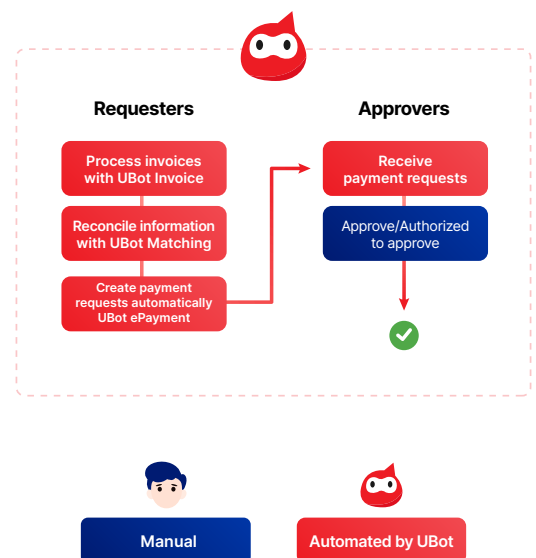 Requesters
Process invoices
with UBot Invoice
Reconcile information
with UBot Matching
Create payment
requests automatically
UBot ePayment
Approvers
Receive
payment requests
Approve/Authorized
to approve
Manual
Automated by UBot